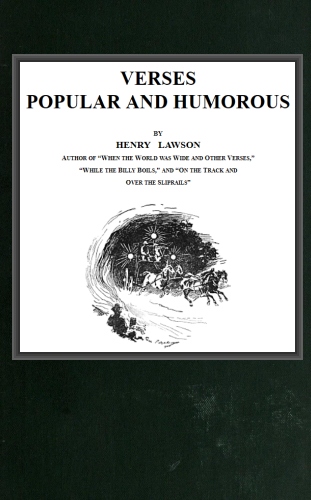 VERSES
POPULAR AND HUMOROUS
BY
HENRY LAWSON
AUTHOR OF “WHEN THE WORLD WAS WIDE AND OTHER VERSES,”
“WHILE THE BILLY BOILS,” AND “ON THE TRACK AND
OVER THE SLIPRAILS”